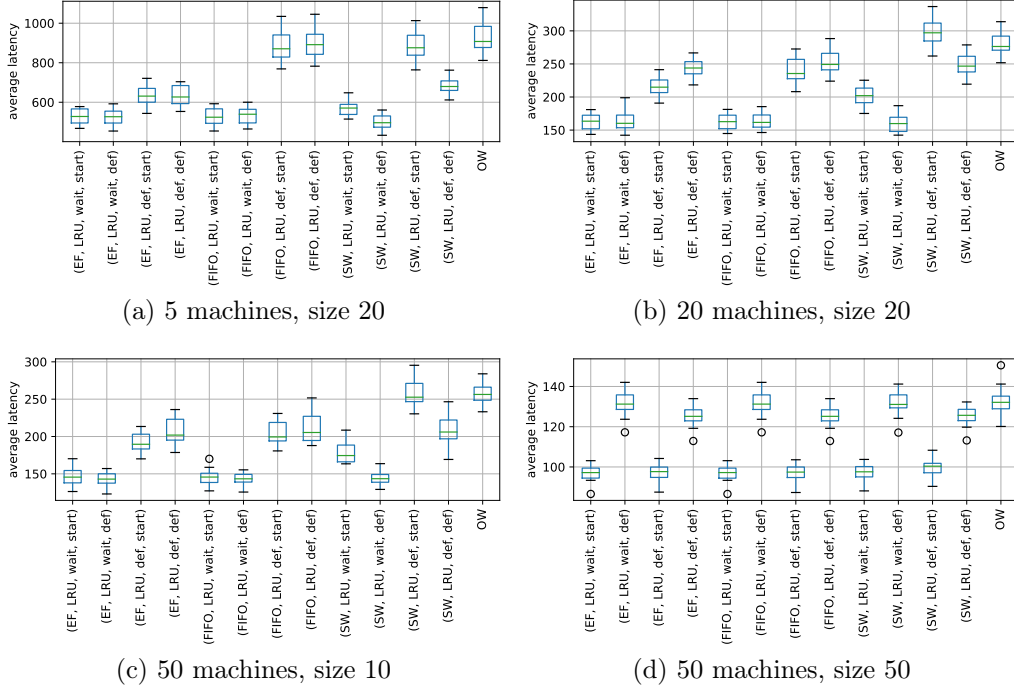 average latency
1000
800
600
(EF, LRU, wait, start)
(EF, LRU, wait, def)
(EF, LRU, def, start)
(EF, LRU, def, def)
(FIFO, LRU, wait, start)
(FIFO, LRU, wait, def)
(FIFO, LRU, def, start)
(FIFO, LRU, def, def)
(SW, LRU, wait, start)
(SW, LRU, wait, def)
(SW, LRU, def, start)
(SW, LRU, def, def)
OW
(a) 5 machines, size 20
average latency
300
250
200
150
(EF, LRU, wait, start)
(EF, LRU, wait, def)
(EF, LRU, def, start)
(EF, LRU, def, def)
(FIFO, LRU, wait, start)
(FIFO, LRU, wait, def)
(FIFO, LRU, def, start)
(FIFO, LRU, def, def)
(SW, LRU, wait, start)
(SW, LRU, wait, def)
(SW, LRU, def, start)
(SW, LRU, def, def)
OW
(b) 20 machines, size 20
average latency
300
250
200
150
(EF, LRU, wait, start)
(EF, LRU, wait, def)
(EF, LRU, def, start)
(EF, LRU, def, def)
(FIFO, LRU, wait, start)
(FIFO, LRU, wait, def)
(FIFO, LRU, def, start)
(FIFO, LRU, def, def)
(SW, LRU, wait, start)
(SW, LRU, wait, def)
(SW, LRU, def, start)
(SW, LRU, def, def)
OW
(c) 50 machines, size 10
average latency
140
120
100
(EF, LRU, wait, start)
(EF, LRU, wait, def)
(EF, LRU, def, start)
(EF, LRU, def, def)
(FIFO, LRU, wait, start)
(FIFO, LRU, wait, def)
(FIFO, LRU, def, start)
(FIFO, LRU, def, def)
(SW, LRU, wait, start)
(SW, LRU, wait, def)
(SW, LRU, def, start)
(SW, LRU, def, def)
OW
(d) 50 machines, size 50